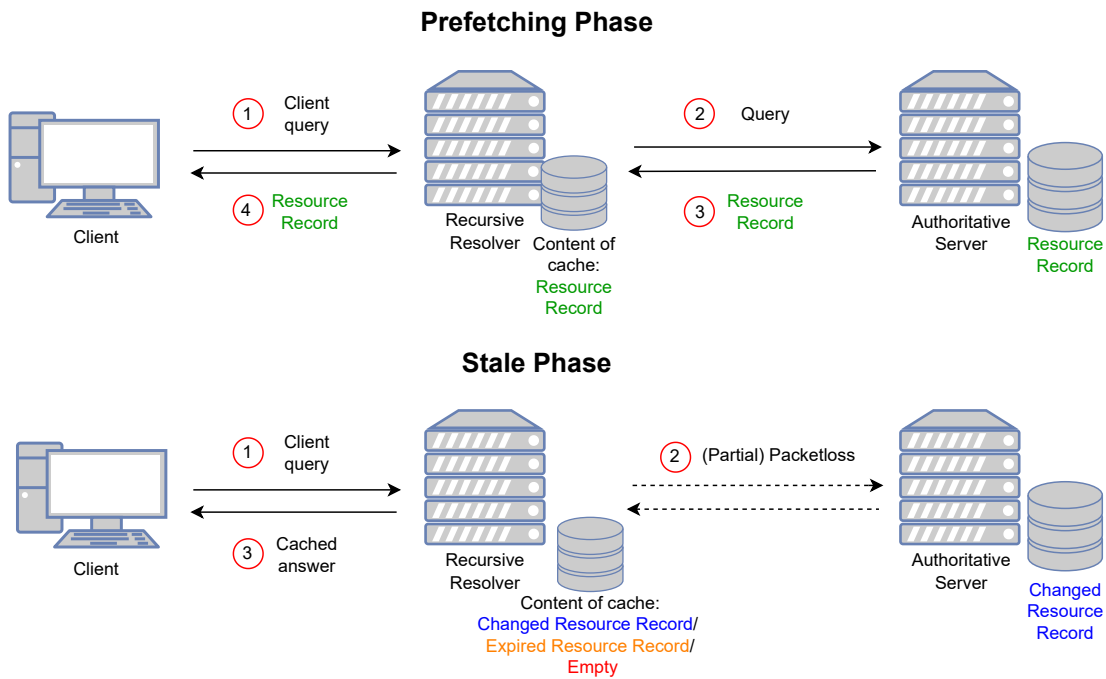 Prefetching Phase
1
Client
query
2
Query
4
Resource
Record
3
Resource
Record
Client
Recursive
Resolver
Content of
cache:
Resource
Record
Authoritative
Server
Resource
Record
Stale Phase
1
Client
query
2
(Partial) Packetloss
3
Cached
answer
Client
Recursive
Resolver
Content of cache:
Changed Resource Record/
Expired Resource Record/
Empty
Authoritative
Server
Changed
Resource
Record